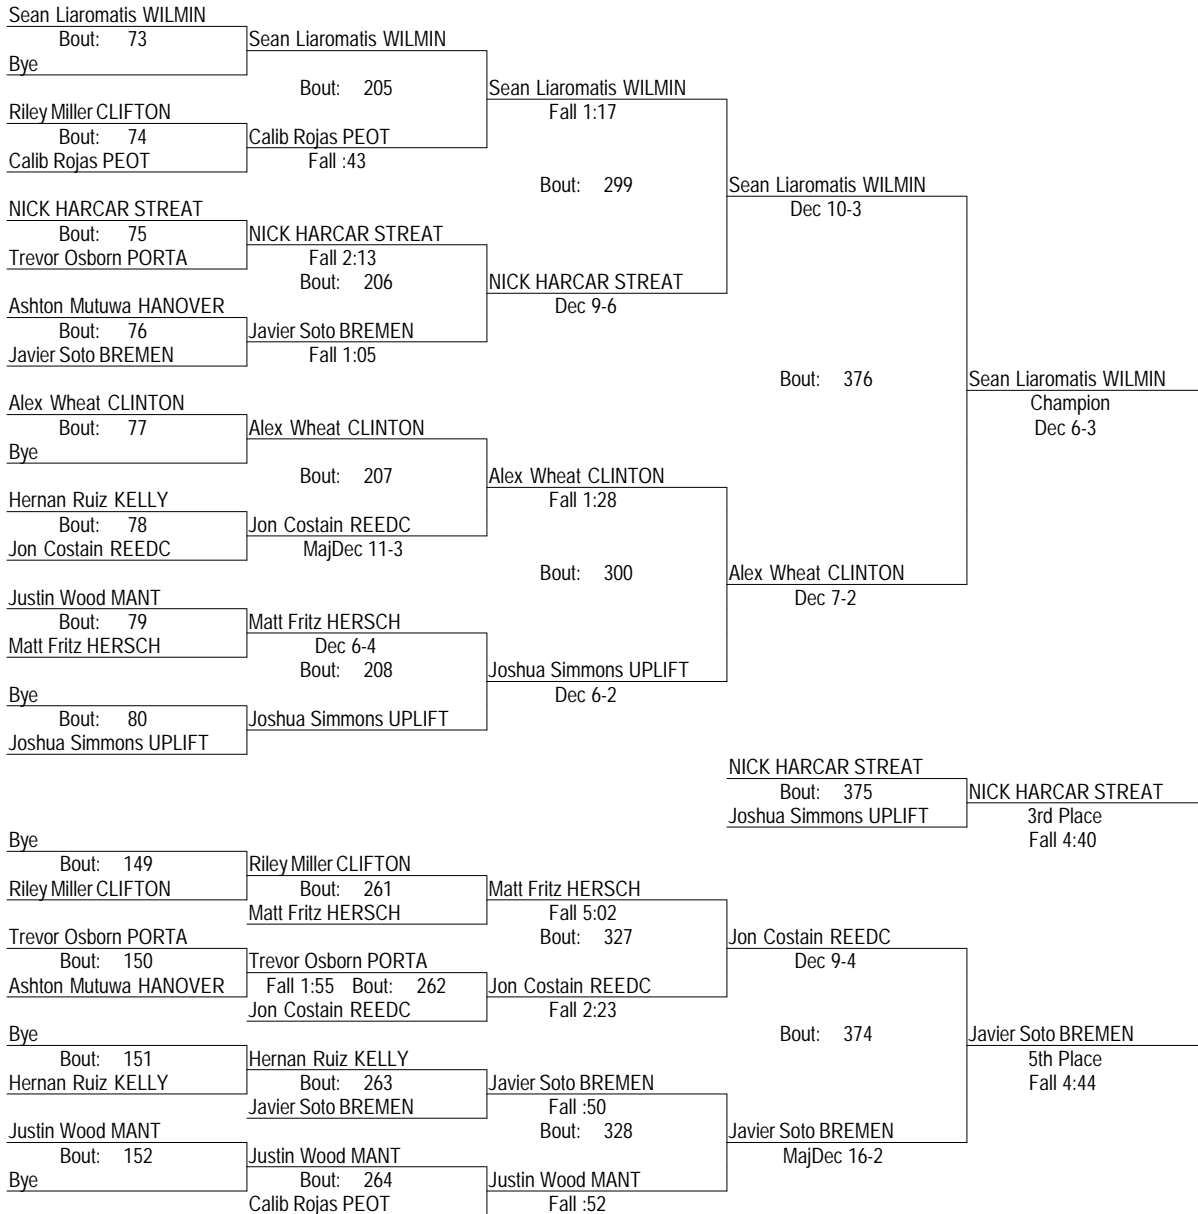 Sean Liaromatis WILMIN
Bout: 73 Sean Liaromatis WILMIN
Bye
Bout: 205 Sean Liaromatis WILMIN
Riley Miller CLIFTON Fall 1:17
Bout: 74 Calib Rojas PEOT
Calib Rojas PEOT Fall :43
Bout: 299 Sean Liaromatis WILMIN
NICK HARCAR STREAT Dec 10-3
Bout: 75 NICK HARCAR STREAT
Trevor Osborn PORTA Fall 2:13
Bout: 206 NICK HARCAR STREAT
Ashton Mutuwa HANOVER Dec 9-6
Bout: 76 Javier Soto BREMEN
Javier Soto BREMEN Fall 1:05
Bout: 376 Sean Liaromatis WILMIN
Alex Wheat CLINTON Champion
Bout: 77 Alex Wheat CLINTON Dec 6-3
Bye
Bout: 207 Alex Wheat CLINTON
Hernan Ruiz KELLY Fall 1:28
Bout: 78 Jon Costain REEDC
Jon Costain REEDC MajDec 11-3
Bout: 300 Alex Wheat CLINTON
Justin Wood MANT Dec 7-2
Bout: 79 Matt Fritz HERSCH
Matt Fritz HERSCH Dec 6-4
Bout: 208 Joshua Simmons UPLIFT
Bye Dec 6-2
Bout: 80 Joshua Simmons UPLIFT
Joshua Simmons UPLIFT
NICK HARCAR STREAT
Bout: 375 NICK HARCAR STREAT
Joshua Simmons UPLIFT 3rd Place
Bye Fall 4:40
Bout: 149 Riley Miller CLIFTON
Riley Miller CLIFTON Bout: 261 Matt Fritz HERSCH
Matt Fritz HERSCH Fall 5:02
Trevor Osborn PORTA Bout: 327 Jon Costain REEDC
Bout: 150 Trevor Osborn PORTA Dec 9-4
Ashton Mutuwa HANOVER Fall 1:55 Bout: 262 Jon Costain REEDC
Jon Costain REEDC Fall 2:23
Bye Bout: 374 Javier Soto BREMEN
Bout: 151 Hernan Ruiz KELLY 5th Place
Hernan Ruiz KELLY Bout: 263 Javier Soto BREMEN Fall 4:44
Javier Soto BREMEN Fall :50
Justin Wood MANT Bout: 328 Javier Soto BREMEN
Bout: 152 Justin Wood MANT MajDec 16-2
Bye Bout: 264 Justin Wood MANT
Calib Rojas PEOT Fall :52